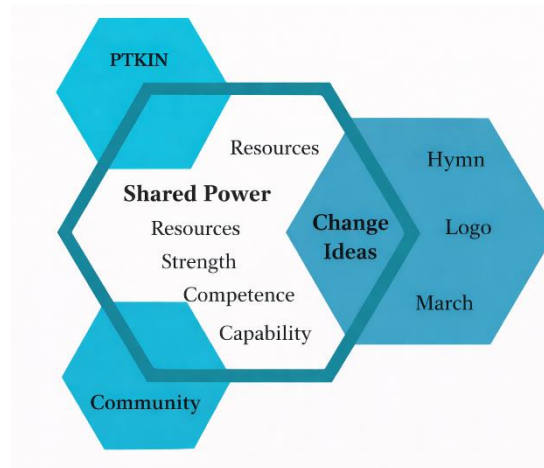 PTKIN
Resources
Hymn
Shared Power
Resources
Strength
Competence
Capability
Change
Ideas
Logo
March
Community